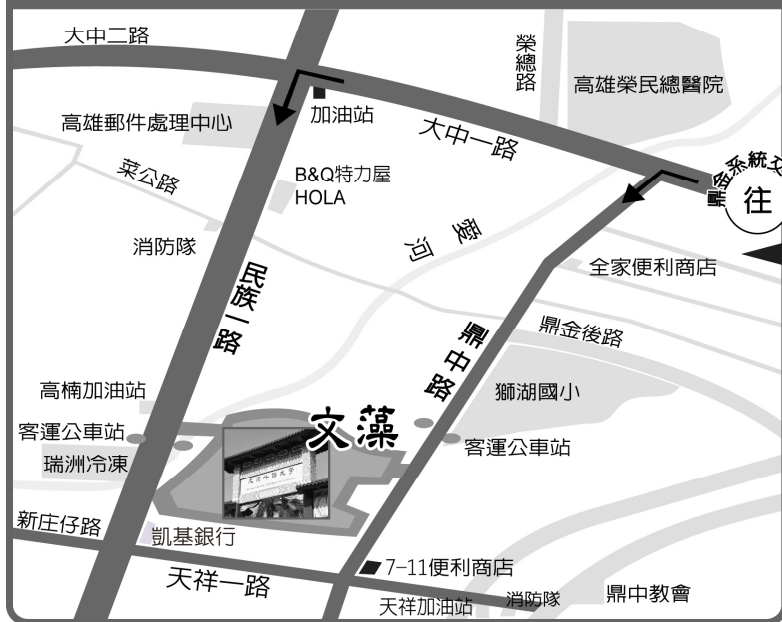 大中二路
榮總路
高雄榮民總醫院
加油站
高雄郵件處理中心
大中一路
鼎金系統交
往
菜公路
B&Q特力屋
HOLA
愛河
消防隊
全家便利商店
民族一路
鼎金後路
鼎中路
高楠加油站
獅湖國小
文藻
客運公車站
客運公車站
瑞洲冷凍
新庄仔路
凱基銀行
7-11便利商店
天祥一路
天祥加油站
消防隊
鼎中教會